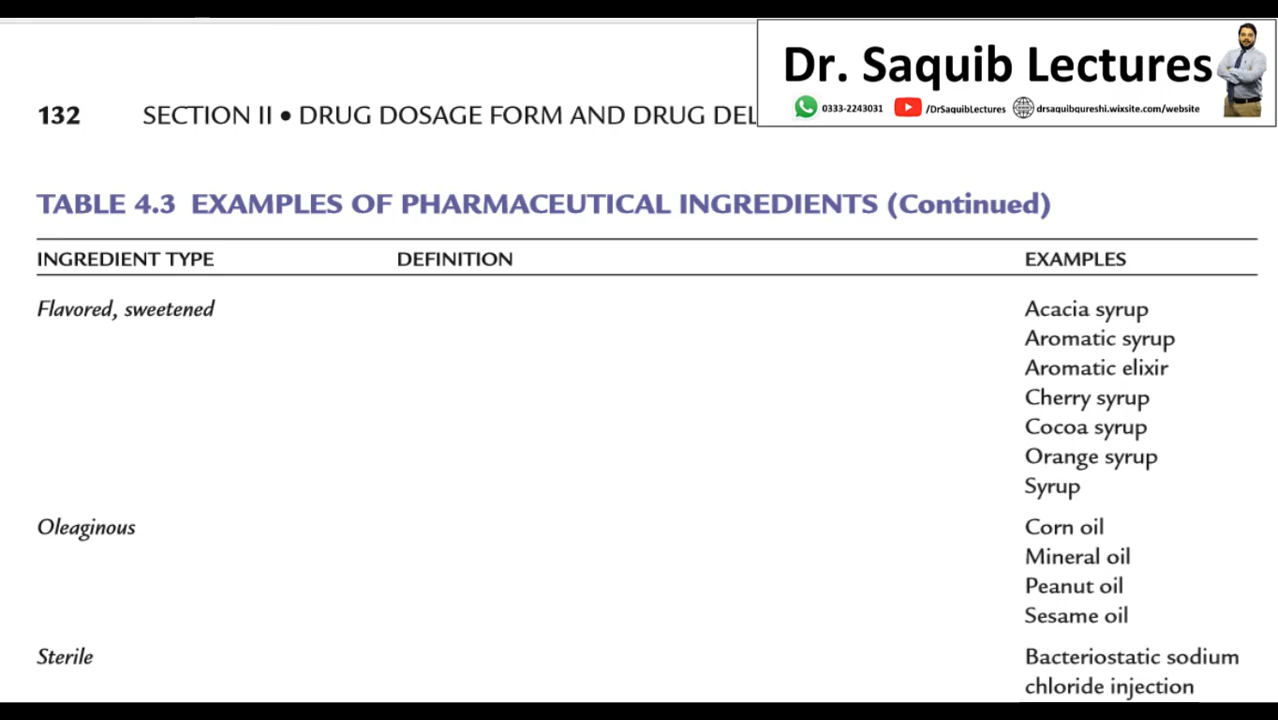 Dr. Saquib Lectures
0333-2243031 /DrSaquibLectures drsaquibqureshi.wixsite.com/website
132 SECTION II • DRUG DOSAGE FORM AND DRUG DEL
TABLE 4.3 EXAMPLES OF PHARMACEUTICAL INGREDIENTS (Continued)
INGREDIENT TYPE DEFINITION EXAMPLES
Flavored, sweetened Acacia syrup
Aromatic syrup
Aromatic elixir
Cherry syrup
Cocoa syrup
Orange syrup
Syrup
Oleaginous Corn oil
Mineral oil
Peanut oil
Sesame oil
Sterile Bacteriostatic sodium
chloride injection